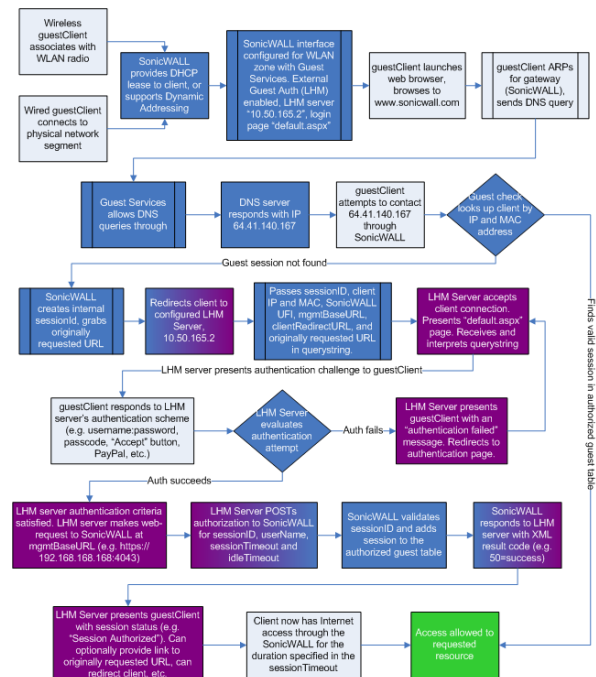 Wireless
guestClient
associates with
WLAN radio
Wired guestClient
connects to
physical network
segment
SonicWALL
provides DHCP
lease to client, or
supports Dynamic
Addressing
SonicWALL interface
configured for WLAN
zone with Guest
Services. External
Guest Auth (LHM)
enabled, LHM server
"10.50.165.2", login
page "default.aspx"
guestClient launches
web browser,
browses to
www.sonicwall.com
guestClient ARPs
for gateway
(SonicWALL),
sends DNS query
Guest Services
allows DNS
queries through
DNS server
responds with IP
64.41.140.167
guestClient
attempts to contact
64.41.140.167
through
SonicWALL
Guest check
looks up client by
IP and MAC
address
Guest session not found
Finds valid session in authorized guest table
SonicWALL
creates internal
sessionId, grabs
originally
requested URL
Redirects client to
configured LHM
Server,
10.50.165.2
Passes sessionID, client
IP and MAC, SonicWALL
UFI, mgmtBaseURL,
clientRedirectURL, and
originally requested URL
in querystring.
LHM Server accepts
client connection.
Presents "default.aspx"
page. Receives and
interprets querystring
LHM server presents authentication challenge to guestClient
guestClient responds to LHM
server's authentication scheme
(e.g. username:password,
passcode, "Accept" button,
PayPal, etc.)
LHM Server
evaluates
authentication
attempt
Auth fails
LHM Server presents
guestClient with an
"authentication failed"
message. Redirects to
authentication page.
Auth succeeds
LHM server authentication criteria
satisfied. LHM server makes web-
request to SonicWALL at
mgmtBaseURL (e.g. https://
192.168.168.168:4043)
LHM Server POSTs
authorization to SonicWALL
for sessionID, userName,
sessionTimeout and
idleTimeout
SonicWALL validates
sessionID and adds
session to the
authorized guest table
SonicWALL
responds to LHM
server with XML
result code (e.g.
50=success)
LHM Server presents guestClient
with session status (e.g.
"Session Authorized"). Can
optionally provide link to
originally requested URL, can
redirect client, etc.
Client now has Internet
access through the
SonicWALL for the
duration specified in the
sessionTimeout
Access allowed to
requested
resource